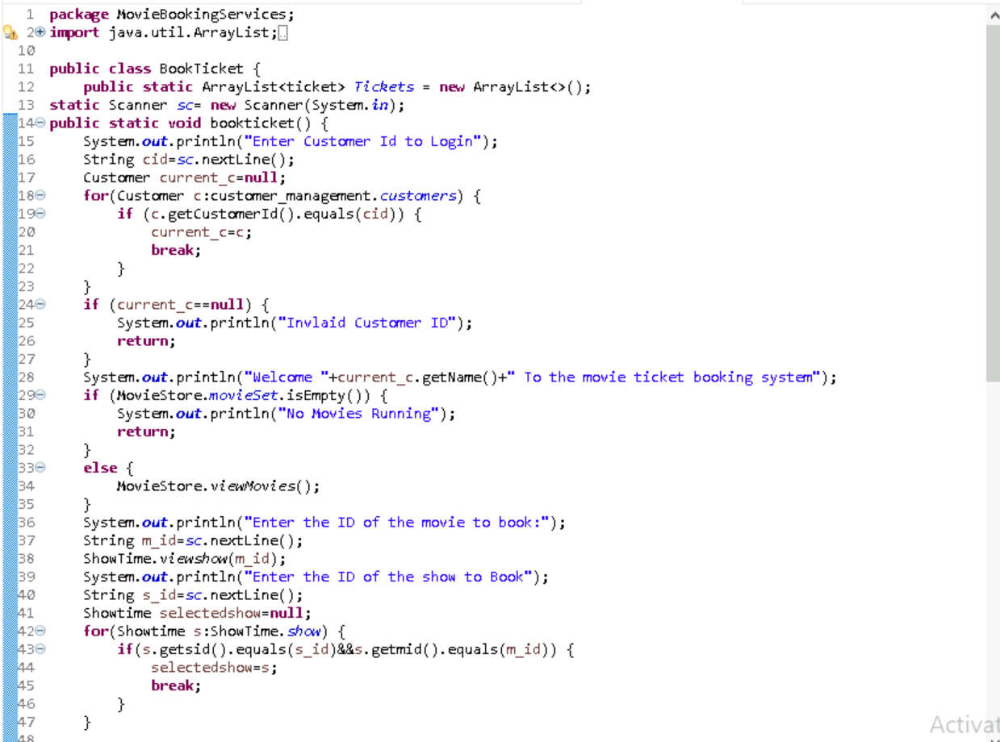 1 package MovieBookingServices;
2 import java.util.ArrayList;
10
11 public class BookTicket {
12     public static ArrayList<ticket> Tickets = new ArrayList<>();
13 static Scanner sc= new Scanner(System.in);
14 public static void bookticket() {
15     System.out.println("Enter Customer Id to Login");
16     String cid=sc.nextLine();
17     Customer current_c=null;
18     for(Customer c:customer_management.customers) {
19         if (c.getCustomerId().equals(cid)) {
20             current_c=c;
21             break;
22         }
23     }
24     if (current_c==null) {
25         System.out.println("Invlaid Customer ID");
26         return;
27     }
28     System.out.println("Welcome "+current_c.getName()+" To the movie ticket booking system");
29     if (MovieStore.movieSet.isEmpty()) {
30         System.out.println("No Movies Running");
31         return;
32     }
33     else {
34         MovieStore.viewMovies();
35     }
36     System.out.println("Enter the ID of the movie to book:");
37     String m_id=sc.nextLine();
38     ShowTime.viewshow(m_id);
39     System.out.println("Enter the ID of the show to Book");
40     String s_id=sc.nextLine();
41     Showtime selectedshow=null;
42     for(Showtime s:ShowTime.show) {
43         if(s.getsid().equals(s_id)&&s.getmid().equals(m_id)) {
44             selectedshow=s;
45             break;
46         }
47     }
48
Activat